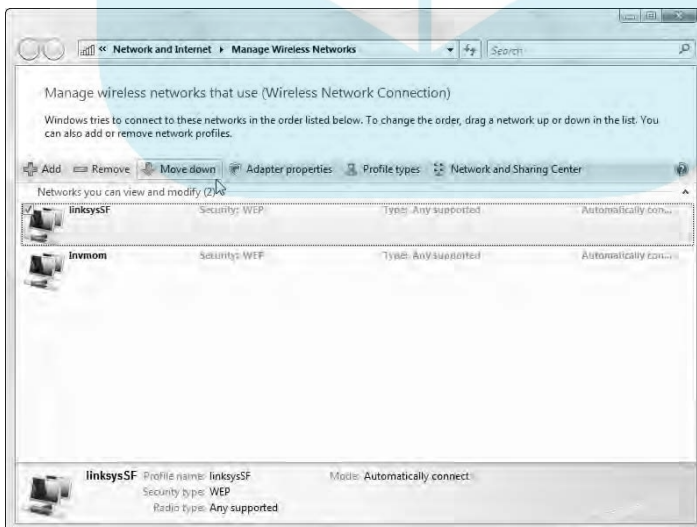 « Network and Internet ▸ Manage Wireless Networks
Search
Manage wireless networks that use (Wireless Network Connection)
Windows tries to connect to these networks in the order listed below. To change the order, drag a network up or down in the list. You
can also add or remove network profiles.
Add Remove Move down Adapter properties Profile types Network and Sharing Center
Networks you can view and modify (2)
linksysSF Security: WEP Type: Any supported Automatically con...
Invmom Security: WEP Type: Any supported Automatically con...
linksysSF Profile name: linksysSF Mode: Automatically connect
Security type: WEP
Radio type: Any supported